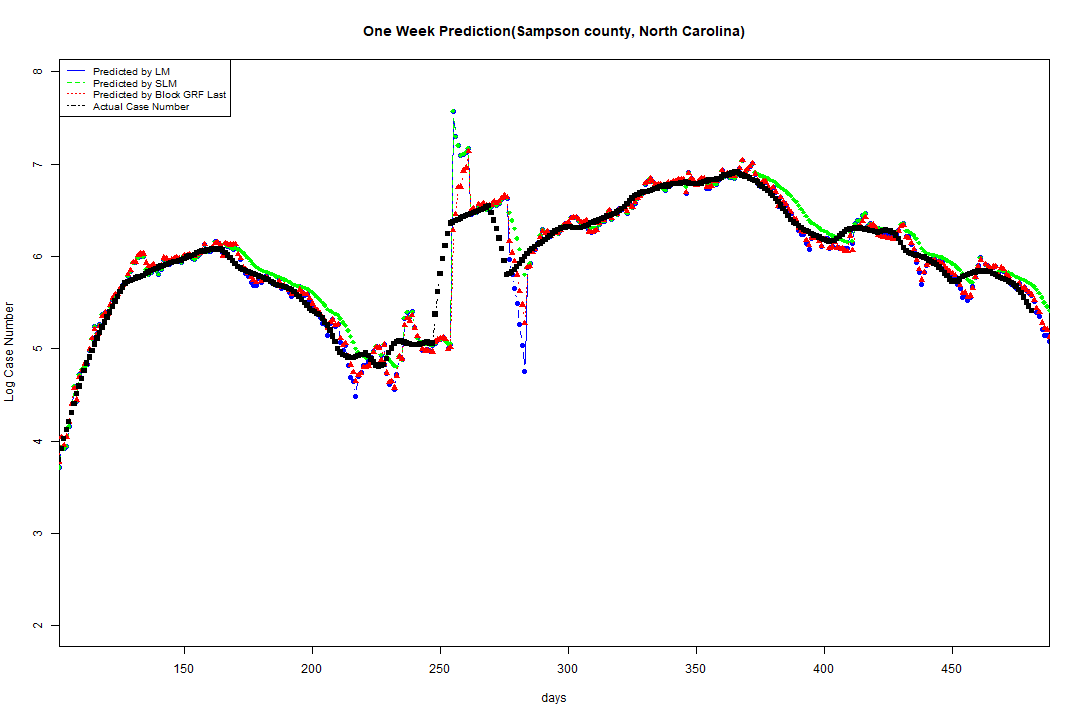 One Week Prediction(Sampson county, North Carolina)
Predicted by LM
Predicted by SLM
Predicted by Block GRF Last
Actual Case Number
8
7
6
5
4
3
2
Log Case Number
150 200 250 300 350 400 450
days